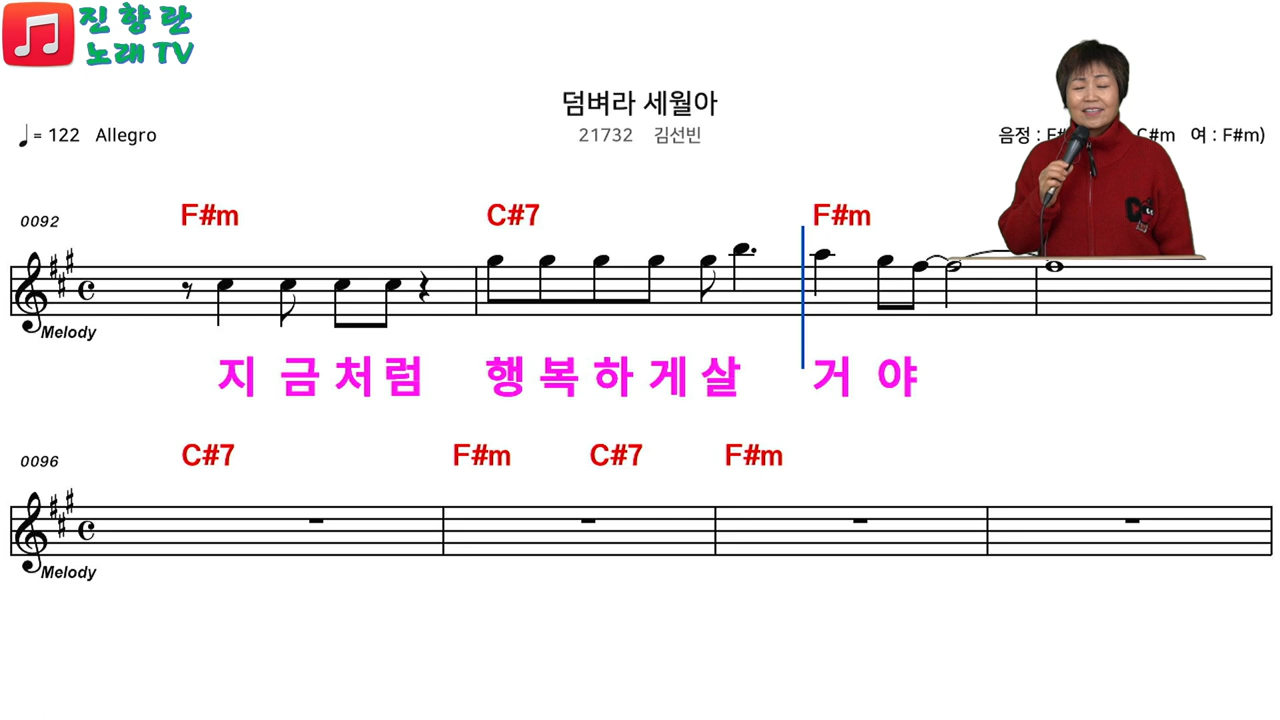 진향란
노래 TV
덤벼라 세월아
= 122 Allegro
21732 김선빈
음정 : F# C#m 여 : F#m)
0092
F#m C#7 F#m
Melody
지금처럼 행복하게살 거야
0096
C#7 F#m C#7 F#m
Melody